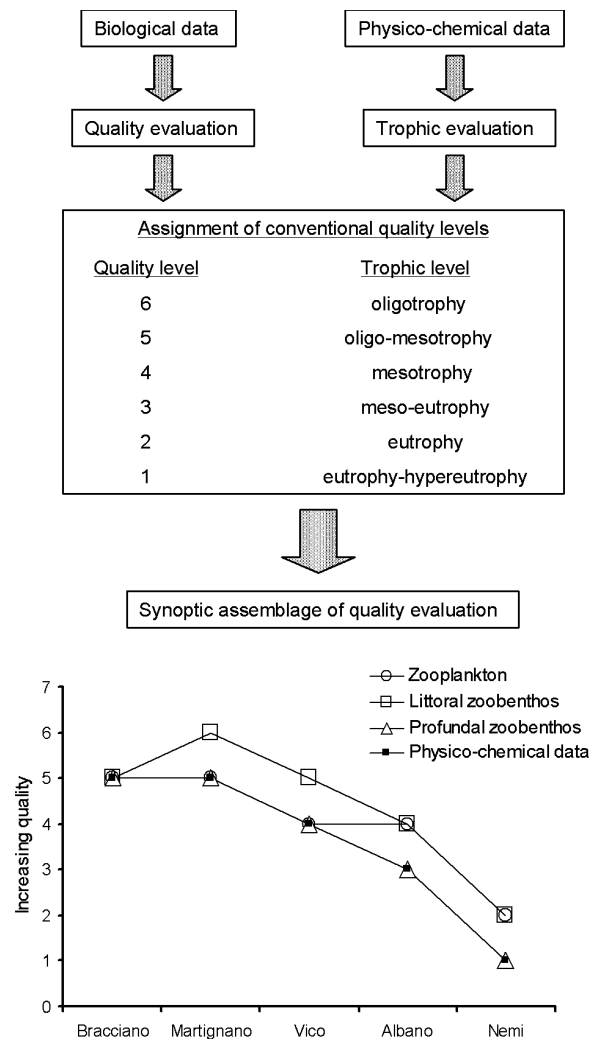 Biological data Physico-chemical data
Quality evaluation Trophic evaluation
Assignment of conventional quality levels
Quality level Trophic level
6 oligotrophy
5 oligo-mesotrophy
4 mesotrophy
3 meso-eutrophy
2 eutrophy
1 eutrophy-hypereutrophy
Synoptic assemblage of quality evaluation
Zooplankton
Littoral zoobenthos
Profundal zoobenthos
Physico-chemical data
Increasing quality
7
6
5
4
3
2
1
0
Bracciano Martignano Vico Albano Nemi